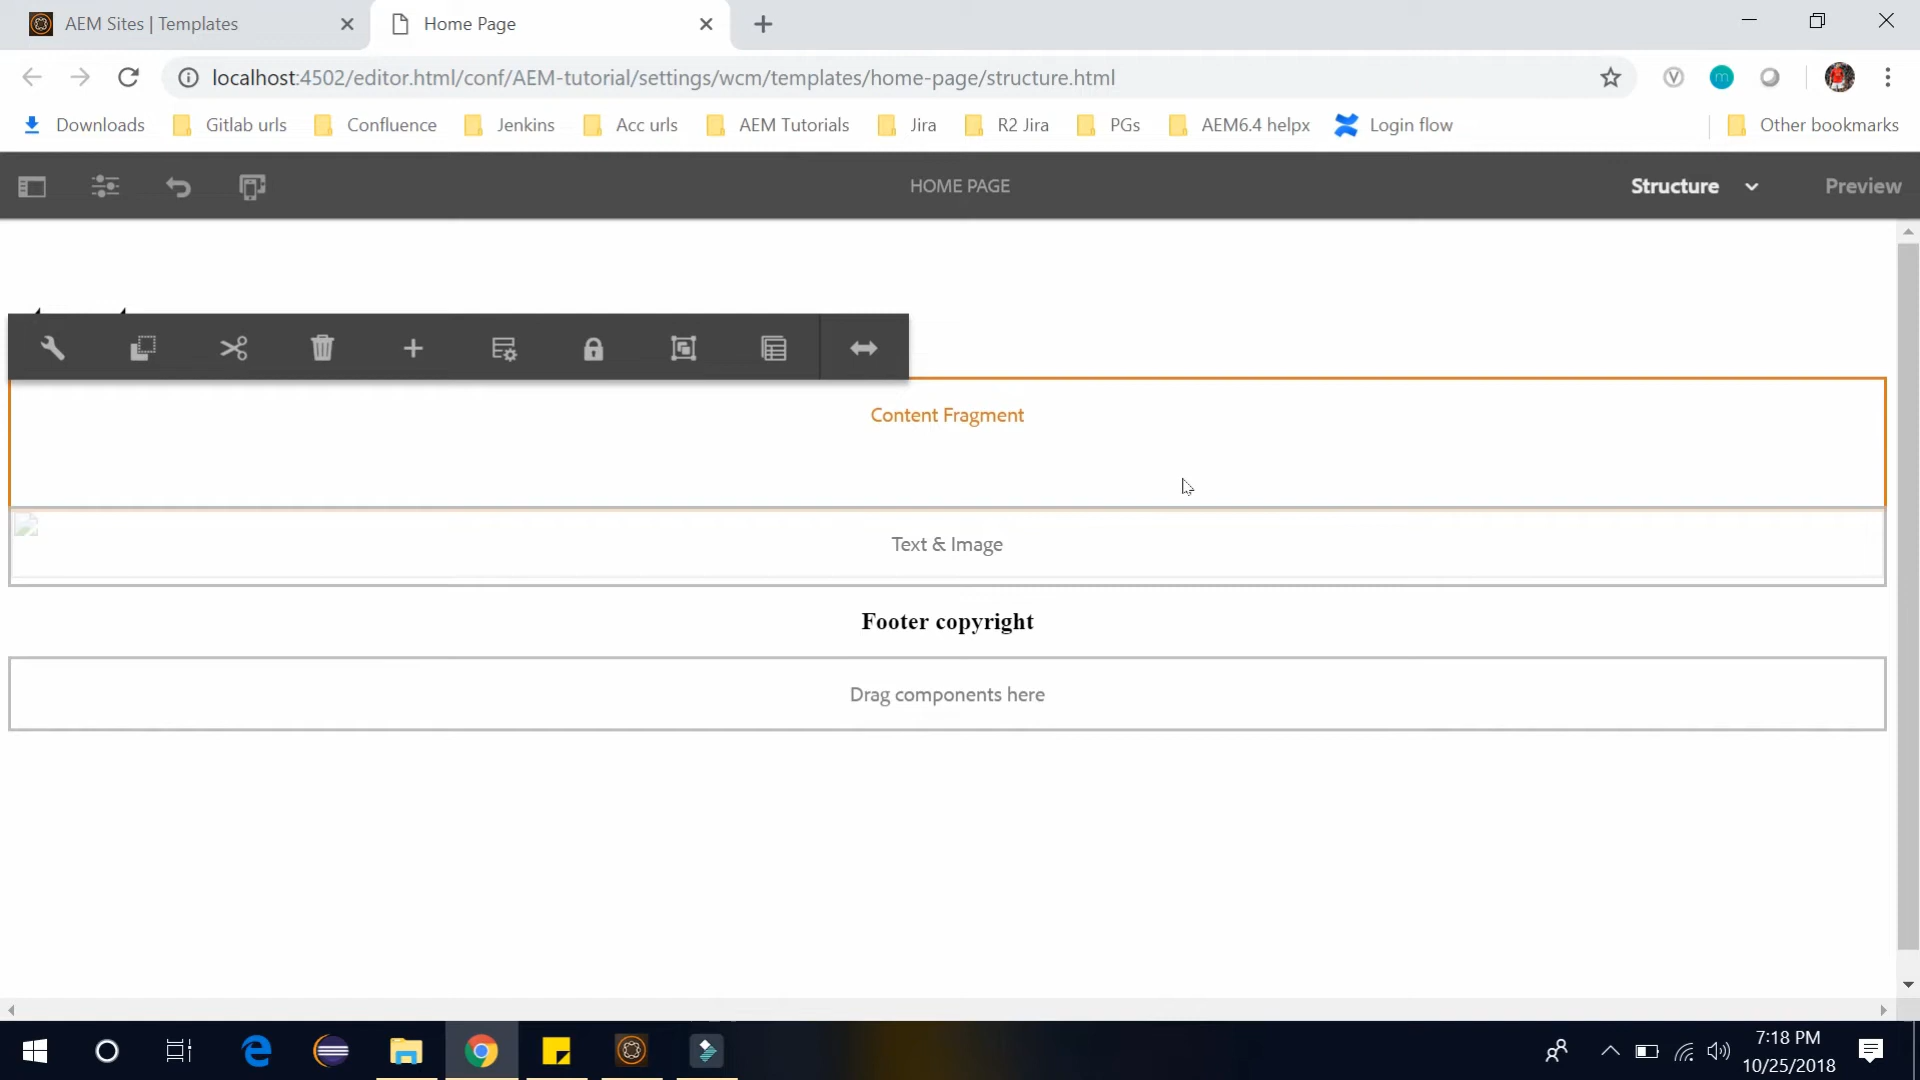 AEM Sites | Templates
Home Page
localhost:4502/editor.html/conf/AEM-tutorial/settings/wcm/templates/home-page/structure.html
V
m
Downloads
Gitlab urls
Confluence
Jenkins
Acc urls
AEM Tutorials
Jira
R2 Jira
PGs
AEM6.4 helpx
Login flow
Other bookmarks
HOME PAGE
Structure
Preview
Content Fragment
Text & Image
Footer copyright
Drag components here
7:18 PM
10/25/2018